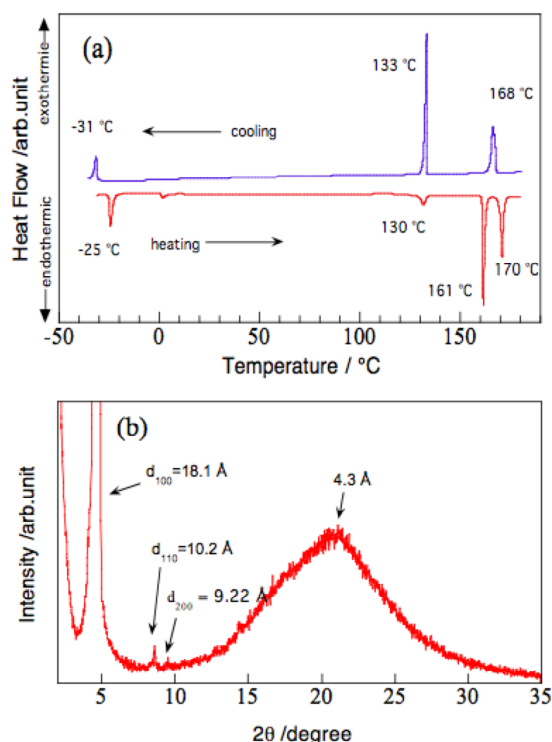 (a)
133 °C
168 °C
-31 °C
cooling
-25 °C
heating
130 °C
161 °C
170 °C
Heat Flow /arb.unit
endothermic
exothermic
-50 0 50 100 150
Temperature / °C
(b)
d100=18.1 Å
4.3 Å
d110=10.2 Å
d200 = 9.22 Å
Intensity /arb.unit
5 10 15 20 25 30 35
2θ /degree